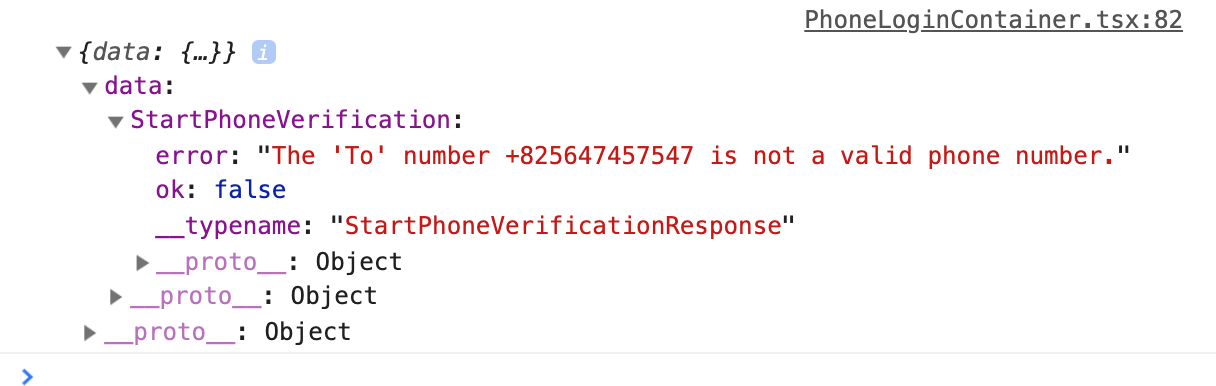 PhoneLoginContainer.tsx:82
▼{data: {…}} i
▼data:
▼StartPhoneVerification:
error: "The 'To' number +825647457547 is not a valid phone number."
ok: false
__typename: "StartPhoneVerificationResponse"
▶__proto__: Object
▶__proto__: Object
▶__proto__: Object
>